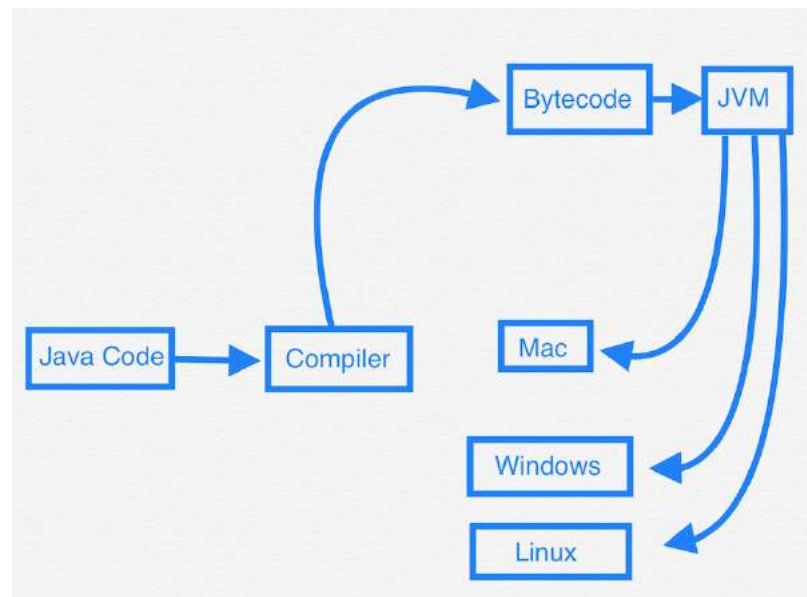 Java Code
Compiler
Bytecode
JVM
Mac
Windows
Linux